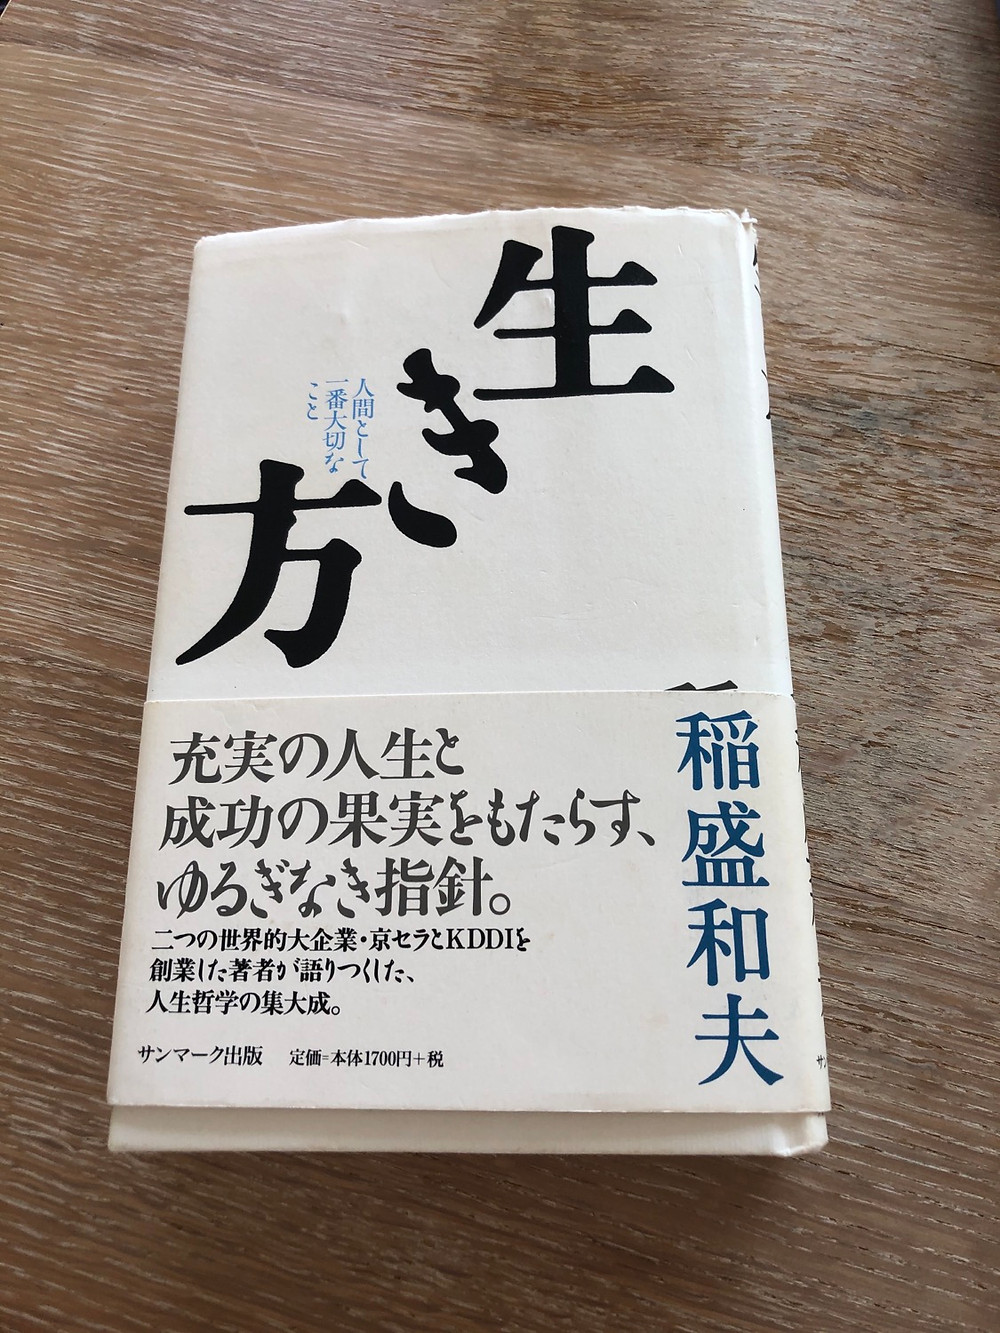 生き方
人間として
一番大切な
こと
稲盛和夫
充実の人生と
成功の果実をもたらす、
ゆるぎなき指針。
二つの世界的大企業・京セラとKDDIを
創業した著者が語りつくした、
人生哲学の集大成。
サンマーク出版 定価=本体1700円+税